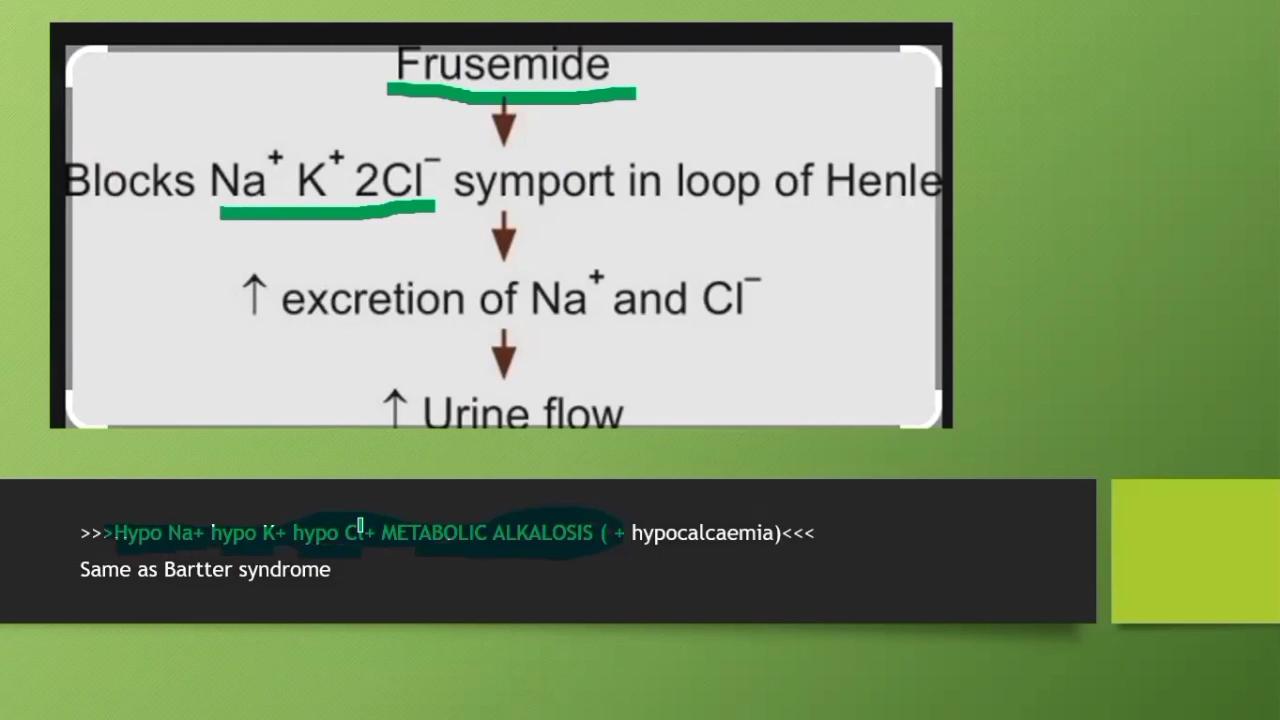 Frusemide
Blocks Na⁺ K⁺ 2Cl⁻ symport in loop of Henle
↑ excretion of Na⁺ and Cl⁻
↑ Urine flow
>>>Hypo Na+ hypo K+ hypo Cl+ METABOLIC ALKALOSIS ( + hypocalcaemia)<<<
Same as Bartter syndrome